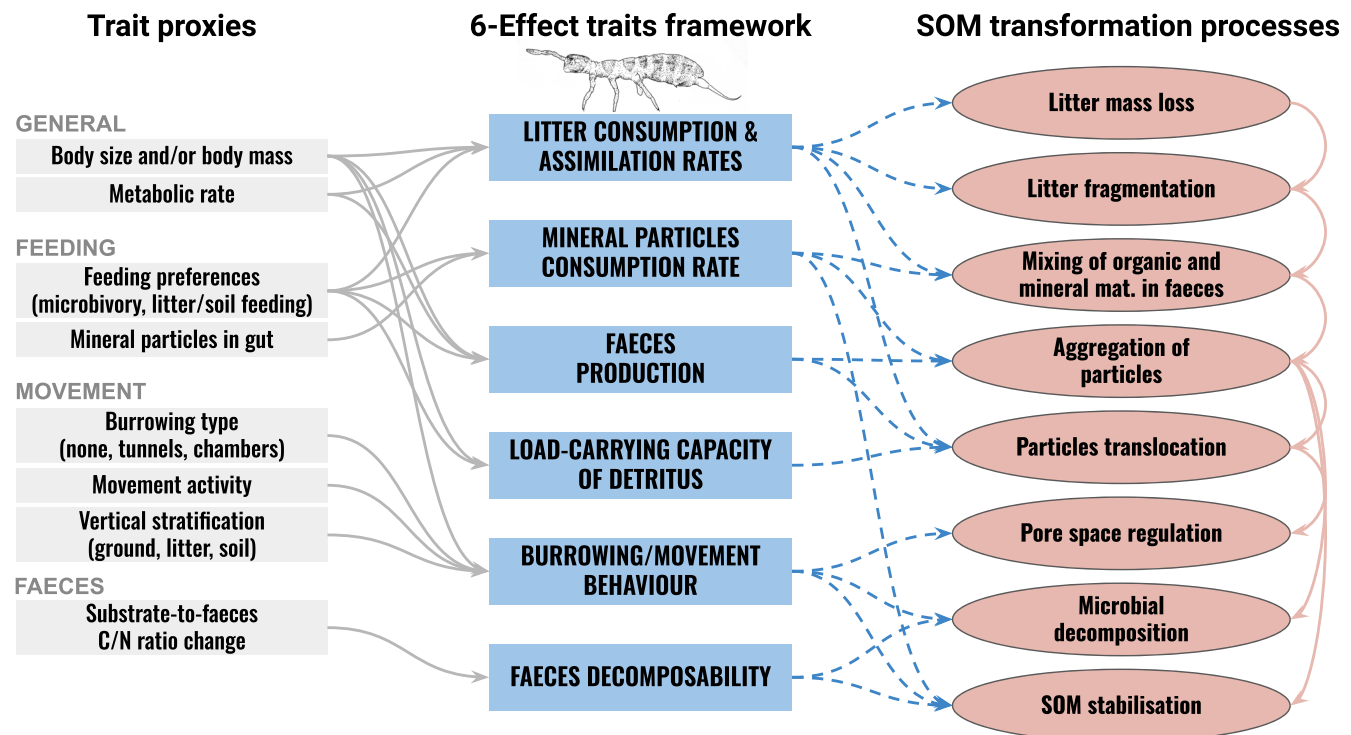 Trait proxies
6-Effect traits framework
SOM transformation processes
GENERAL
Body size and/or body mass
Metabolic rate
FEEDING
Feeding preferences
(microbivory, litter/soil feeding)
Mineral particles in gut
MOVEMENT
Burrowing type
(none, tunnels, chambers)
Movement activity
Vertical stratification
(ground, litter, soil)
FAECES
Substrate-to-faeces
C/N ratio change
LITTER CONSUMPTION &
ASSIMILATION RATES
MINERAL PARTICLES
CONSUMPTION RATE
FAECES
PRODUCTION
LOAD-CARRYING CAPACITY
OF DETRITUS
BURROWING/MOVEMENT
BEHAVIOUR
FAECES DECOMPOSABILITY
Litter mass loss
Litter fragmentation
Mixing of organic and
mineral mat. in faeces
Aggregation of
particles
Particles translocation
Pore space regulation
Microbial
decomposition
SOM stabilisation